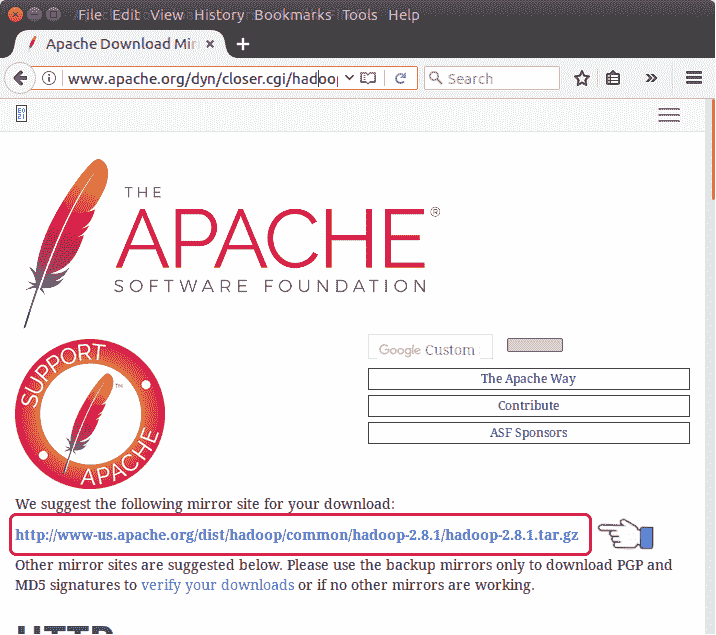 File Edit View History Bookmarks Tools Help
Apache Download Mir
www.apache.org/dyn/closer.cgi/hadoo
Search
THE
APACHE®
SOFTWARE FOUNDATION
SUPPORT
APACHE
™
Google Custom
The Apache Way
Contribute
ASF Sponsors
We suggest the following mirror site for your download:
http://www-us.apache.org/dist/hadoop/common/hadoop-2.8.1/hadoop-2.8.1.tar.gz
Other mirror sites are suggested below. Please use the backup mirrors only to download PGP and
MD5 signatures to verify your downloads or if no other mirrors are working.
HTTP